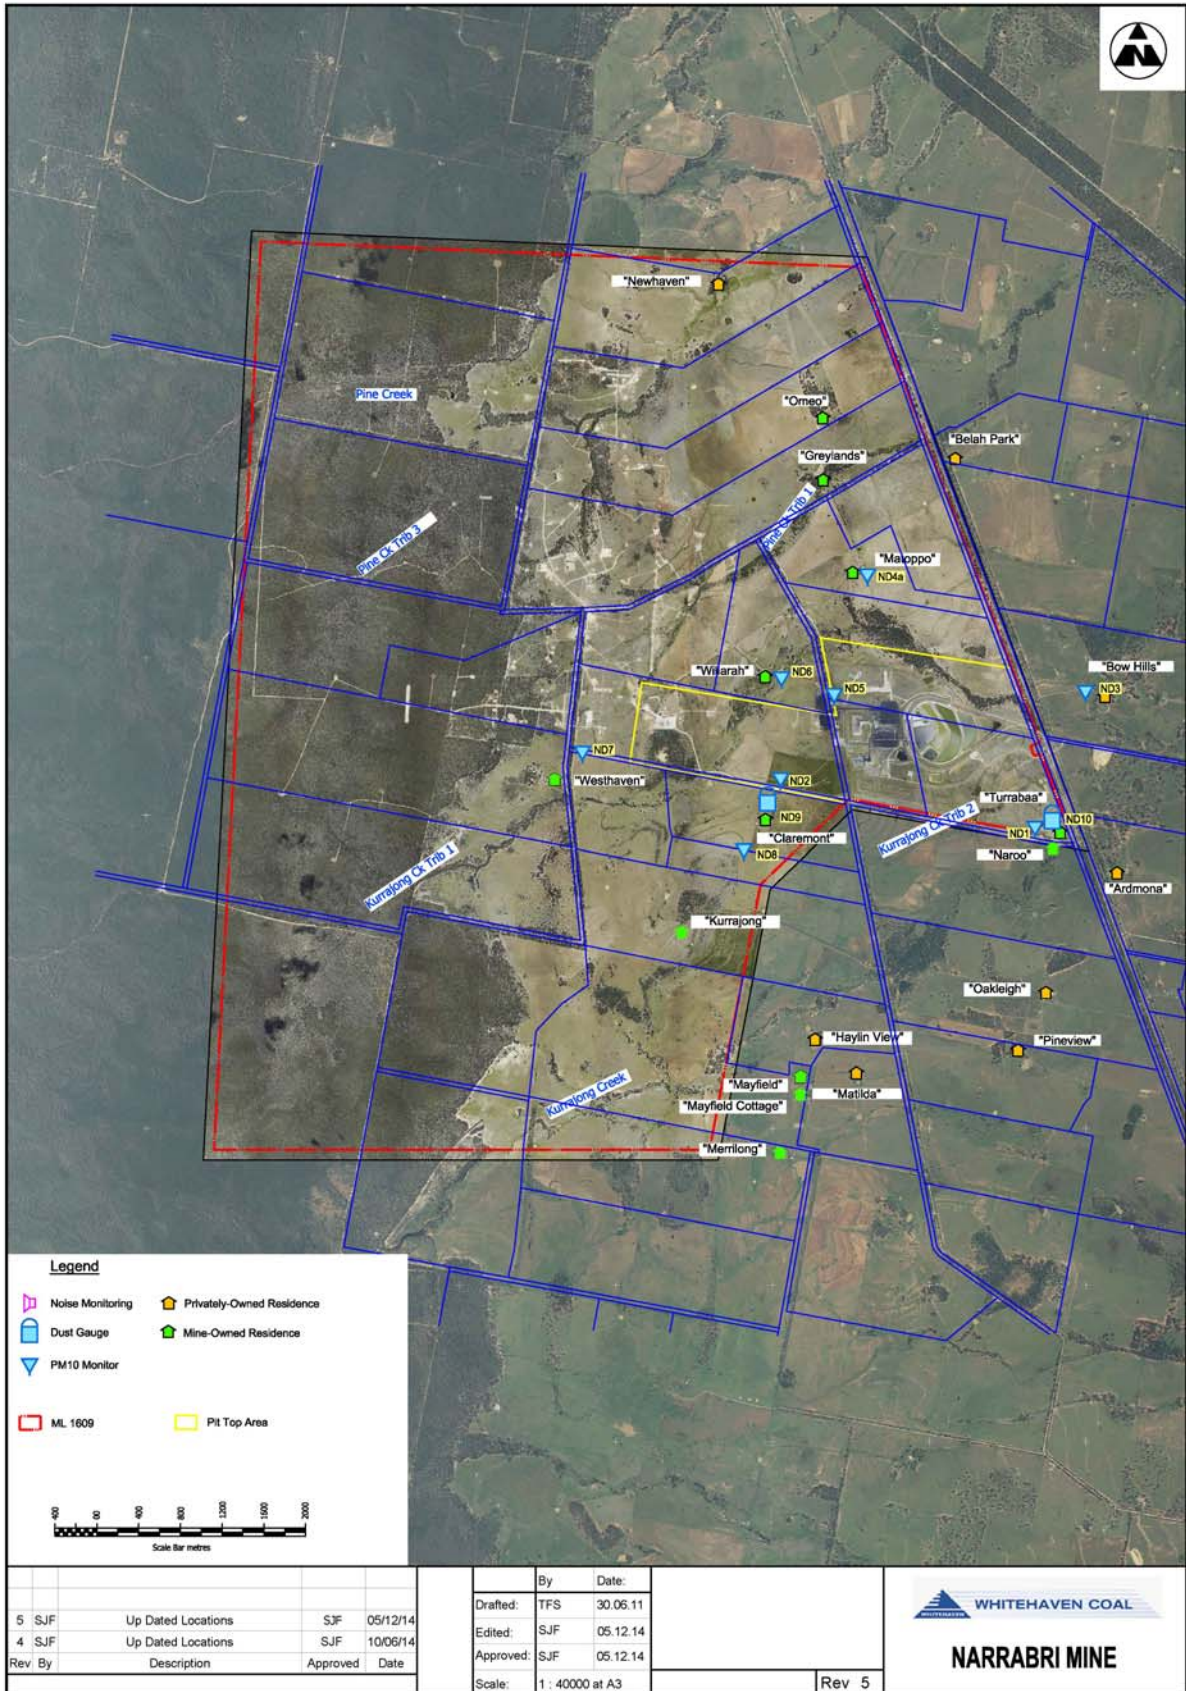 N
"Newhaven"
Pine Creek
"Omeo"
"Belah Park"
"Greylands"
Pine Ck Trib 1
Pine Ck Trib 3
"Matoppo"
ND4a
"Willarah"
ND6
"Bow Hills"
ND3
ND5
ND7
"Westhaven"
ND2
"Turrabaa"
ND9
ND10
ND1
"Claremont"
Kurrajong Ck Trib 2
ND8
"Naroo"
Kurrajong Ck Trib 1
"Ardmona"
"Kurrajong"
"Oakleigh"
"Haylin View"
"Pineview"
Kurrajong Creek
"Mayfield"
"Matilda"
"Mayfield Cottage"
"Merrilong"
Legend
Noise Monitoring
Privately-Owned Residence
Dust Gauge
Mine-Owned Residence
PM10 Monitor
ML 1609
Pit Top Area
400 00 400 800 1200 1600 2000
Scale Bar metres
5 SJF Up Dated Locations SJF 05/12/14
4 SJF Up Dated Locations SJF 10/06/14
Rev By Description Approved Date
By Date:
Drafted: TFS 30.06.11
Edited: SJF 05.12.14
Approved: SJF 05.12.14
Scale: 1 : 40000 at A3
Rev 5
WHITEHAVEN
WHITEHAVEN COAL
NARRABRI MINE